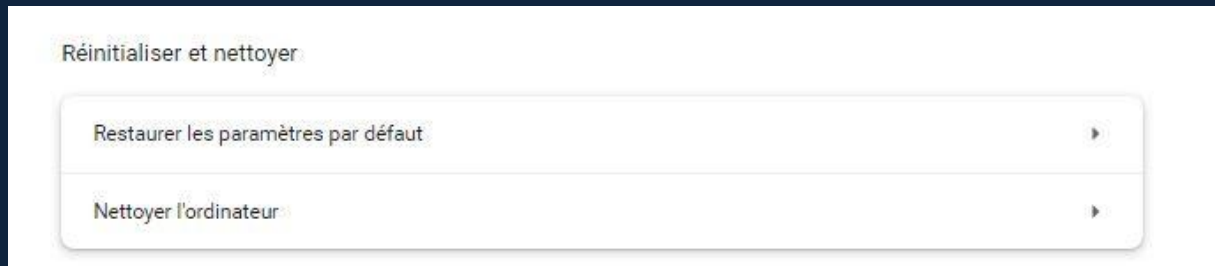 Réinitialiser et nettoyer
Restaurer les paramètres par défaut
Nettoyer l'ordinateur